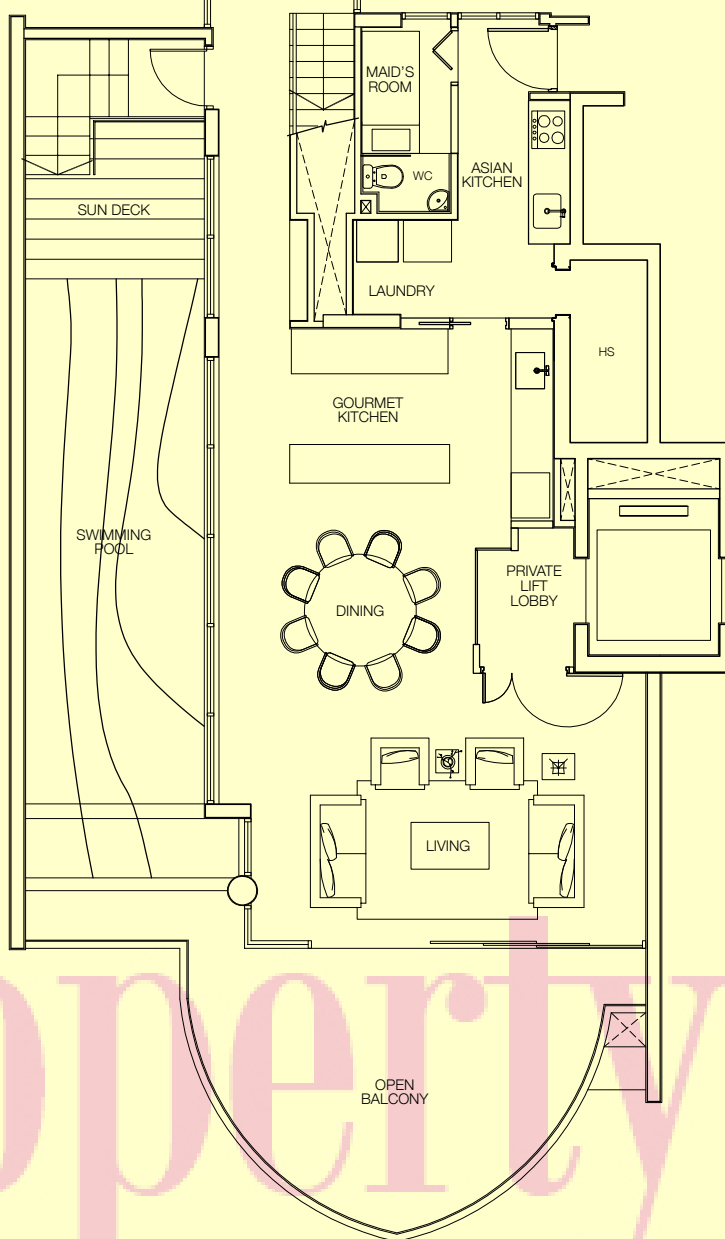 MAID'S
ROOM
WC
ASIAN
KITCHEN
SUN DECK
LAUNDRY
HS
GOURMET
KITCHEN
SWIMMING
POOL
PRIVATE
LIFT
LOBBY
DINING
LIVING
OPEN
BALCONY
operty